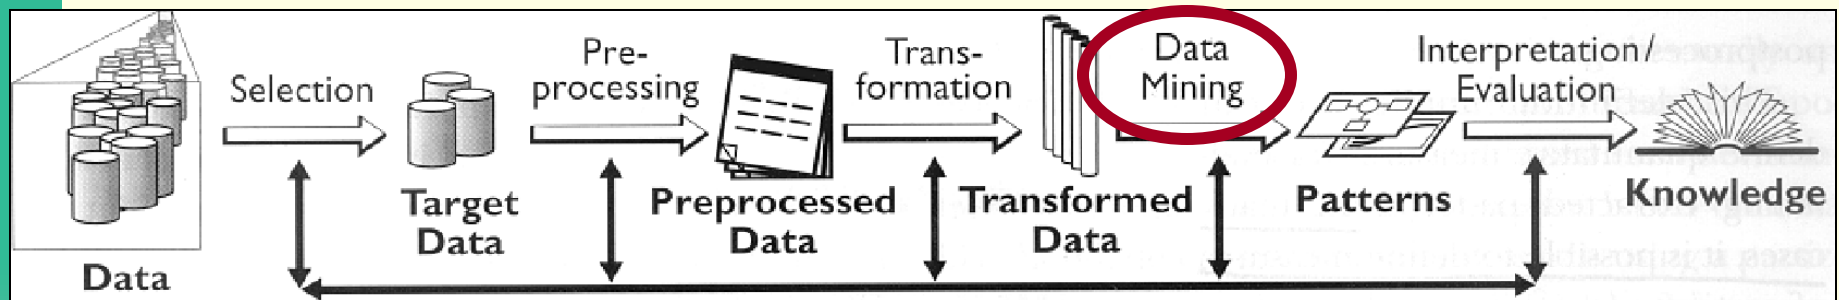 Selection
Pre-
processing
Trans-
formation
Data
Mining
Interpretation/
Evaluation
Data
Target
Data
Preprocessed
Data
Transformed
Data
Patterns
Knowledge